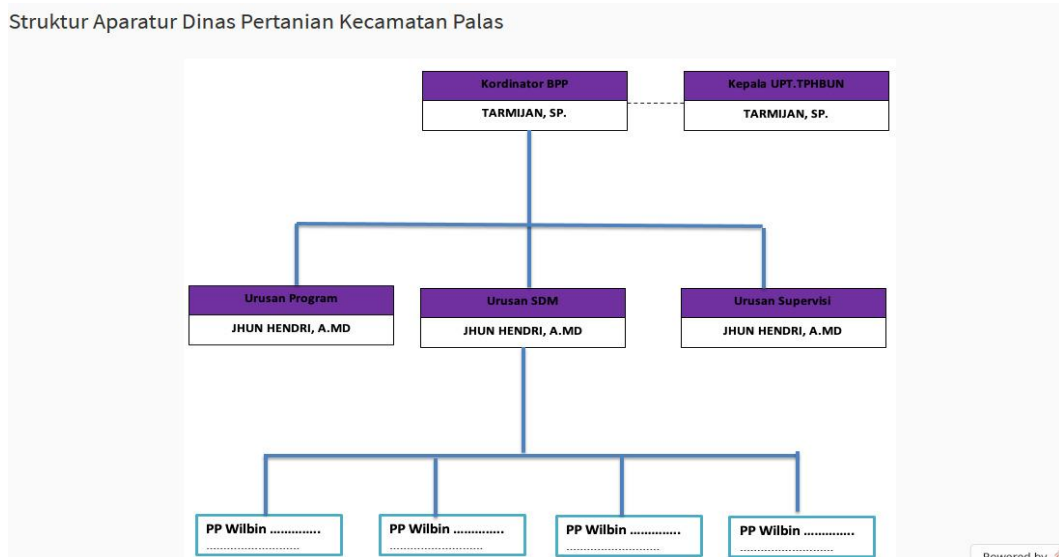 Struktur Aparatur Dinas Pertanian Kecamatan Palas
Kordinator BPP
TARMIJAN, SP.
Kepala UPT.TPHBUN
TARMIJAN, SP.
Urusan Program
JHUN HENDRI, A.MD
Urusan SDM
JHUN HENDRI, A.MD
Urusan Supervisi
JHUN HENDRI, A.MD
PP Wilbin ..............
............................
PP Wilbin ..............
............................
PP Wilbin ..............
............................
PP Wilbin ..............
............................
Powered by